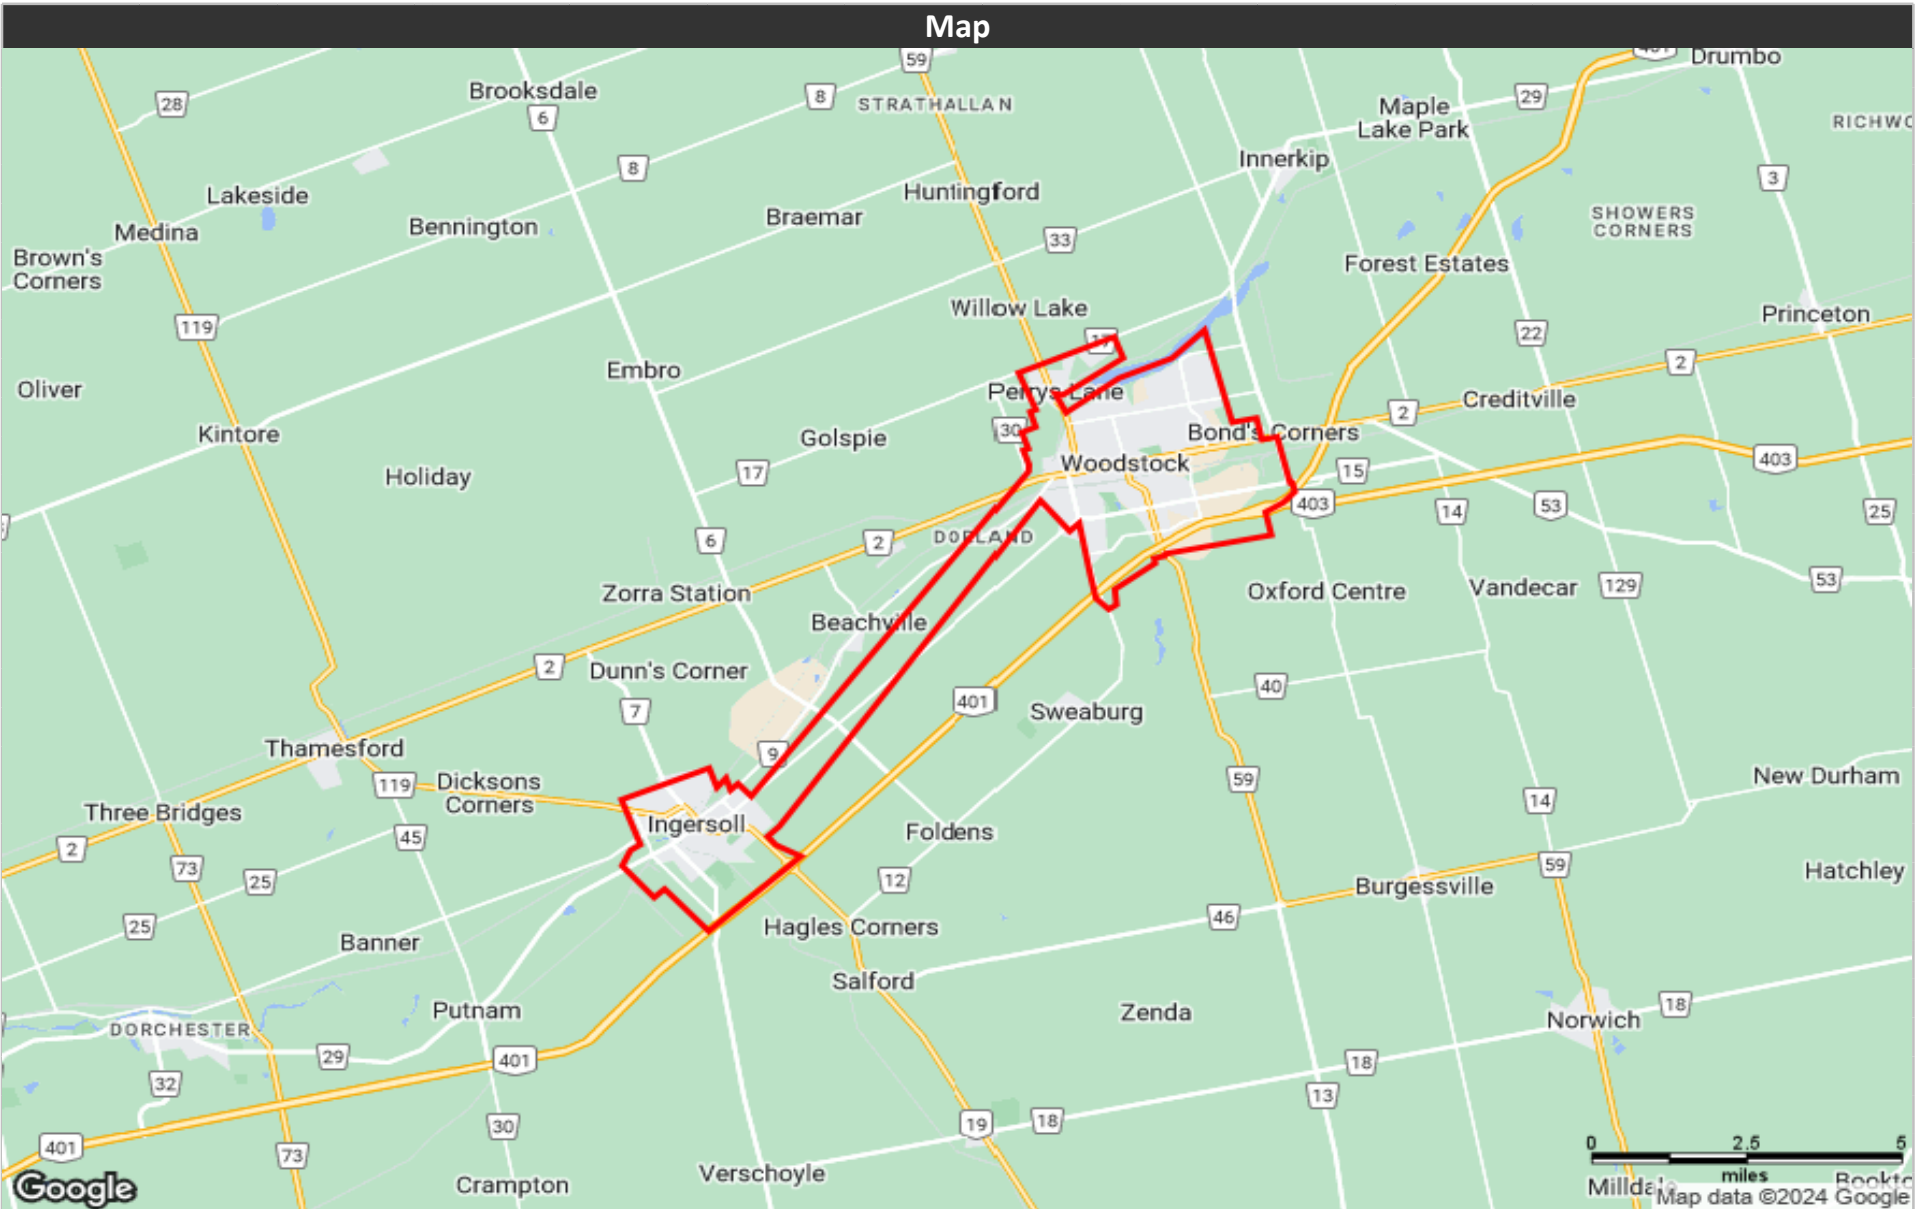 Map
59
401
Drumbo
28
Brooksdale
6
8
STRATHALLAN
Maple
Lake Park
29
RICHWO
8
Innerkip
3
Lakeside
Huntingford
Medina
Bennington
Braemar
33
SHOWERS
CORNERS
Brown's
Corners
Forest Estates
119
Willow Lake
17
22
Princeton
Embro
2
Oliver
Perrys Lane
Creditville
2
30
Kintore
Golspie
Bond's Corners
Holiday
17
Woodstock
15
403
403
53
14
25
6
2
DORLAND
Zorra Station
Oxford Centre
Vandecar
129
53
Beachville
2
Dunn's Corner
40
7
401
Sweaburg
Thamesford
9
119
Dicksons
Corners
59
New Durham
Three Bridges
14
45
Ingersoll
Foldens
2
73
25
12
59
Hatchley
Burgessville
25
Banner
Hagles Corners
46
Salford
Putnam
Zenda
Norwich
18
DORCHESTER
29
401
18
32
13
30
19
18
401
73
0 2.5 5
miles
Verschoyle
Crampton
Google
Map data ©2024 Google